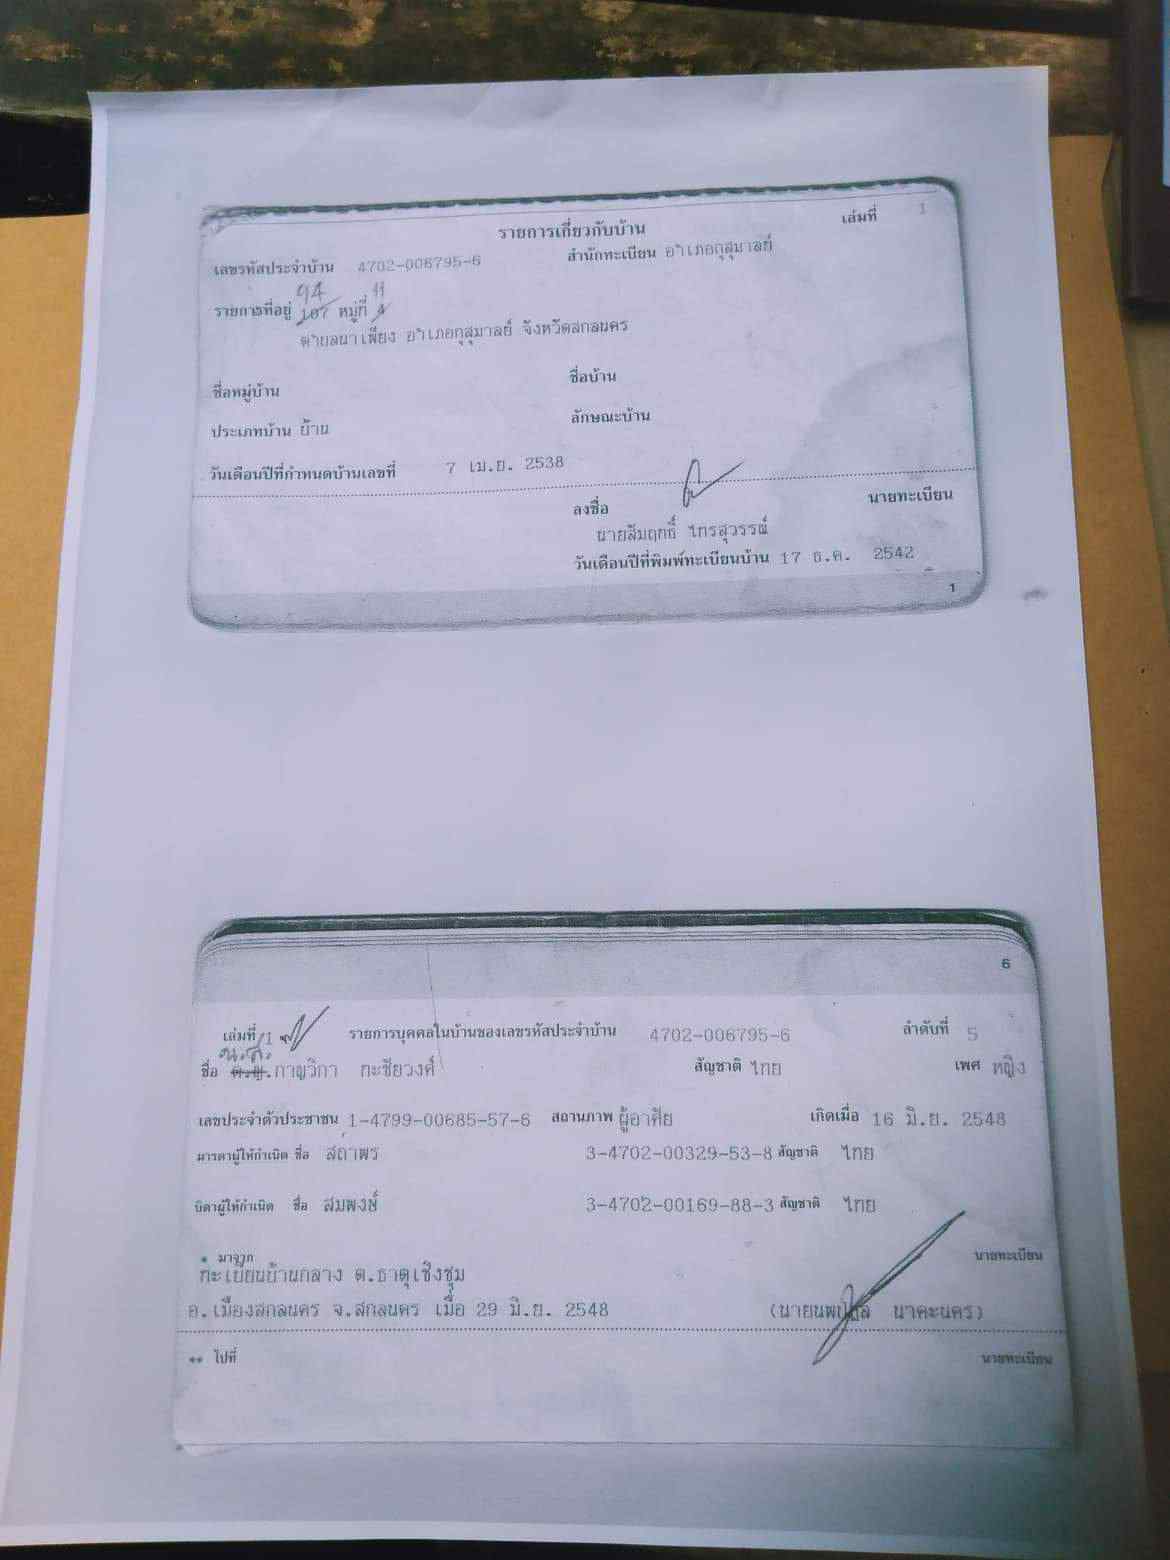 เล่มที่ 1
รายการเกี่ยวกับบ้าน
เลขรหัสประจำบ้าน 4702-006795-6 สำนักทะเบียน อำเภอกุสุมาลย์
94 11
รายการที่อยู่ 107 หมู่ที่ 4
ตำบลนาเพียง อำเภอกุสุมาลย์ จังหวัดสกลนคร
ชื่อหมู่บ้าน ชื่อบ้าน
ประเภทบ้าน บ้าน ลักษณะบ้าน
วันเดือนปีที่กำหนดบ้านเลขที่ 7 เม.ย. 2538
ลงชื่อ นายทะเบียน
นายสัมฤทธิ์ ไทรสุวรรณ์
วันเดือนปีที่พิมพ์ทะเบียนบ้าน 17 ธ.ค. 2542
1
6
เล่มที่ 1 รายการบุคคลในบ้านของเลขรหัสประจำบ้าน 4702-006795-6 ลำดับที่ 5
น.ส.
ชื่อ ด.ญ.กาญวิกา ทะชัยวงค์ สัญชาติ ไทย เพศ หญิง
เลขประจำตัวประชาชน 1-4799-00685-57-6 สถานภาพ ผู้อาศัย เกิดเมื่อ 16 มิ.ย. 2548
มารดาผู้ให้กำเนิด ชื่อ สถาพร 3-4702-00329-53-8 สัญชาติ ไทย
บิดาผู้ให้กำเนิด ชื่อ สมพงษ์ 3-4702-00169-88-3 สัญชาติ ไทย
* มาจาก นายทะเบียน
ทะเบียนบ้านกลาง ต.ธาตุเชิงชุม
อ.เมืองสกลนคร จ.สกลนคร เมื่อ 29 มิ.ย. 2548 นาคะนคร)
** ไปที่ นายทะเบียน